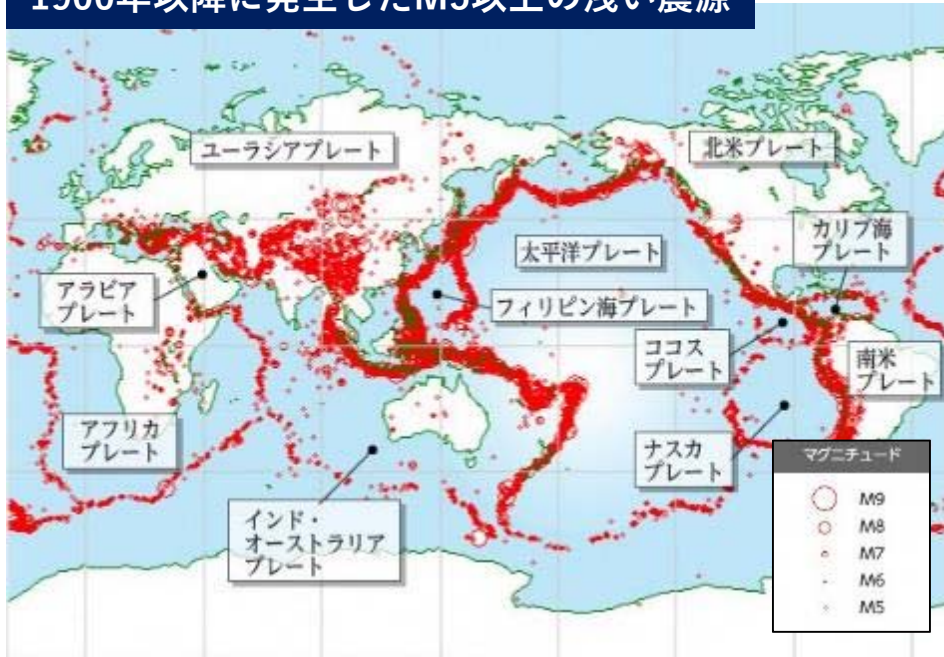 1900年以降に発生したM5以上の浅い震源
ユーラシアプレート
北米プレート
カリブ海
プレート
太平洋プレート
アラビア
プレート
フィリピン海プレート
ココス
プレート
南米
プレート
アフリカ
プレート
ナスカ
プレート
インド・
オーストラリア
プレート
マグニチュード
M9
M8
M7
M6
M5